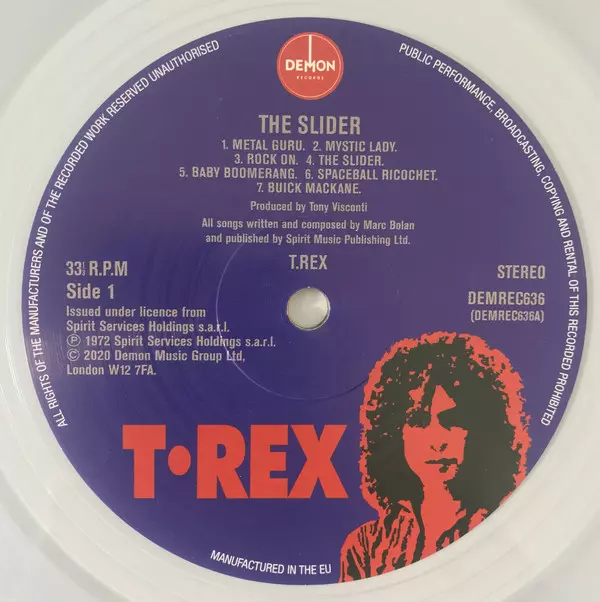 DEMON
RECORDS
THE SLIDER
1. METAL GURU. 2. MYSTIC LADY.
3. ROCK ON. 4. THE SLIDER.
5. BABY BOOMERANG. 6. SPACEBALL RICOCHET.
7. BUICK MACKANE.
Produced by Tony Visconti
All songs written and composed by Marc Bolan
and published by Spirit Music Publishing Ltd.
T.REX
33⅓ R.P.M
Side 1
STEREO
DEMREC636
(DEMREC636A)
Issued under licence from
Spirit Services Holdings s.a.r.l.
℗ 1972 Spirit Services Holdings s.a.r.l.
© 2020 Demon Music Group Ltd,
London W12 7FA.
T•REX
ALL RIGHTS OF THE MANUFACTURERS AND OF THE RECORDED WORK RESERVED UNAUTHORISED
PUBLIC PERFORMANCE, BROADCASTING, COPYING AND RENTAL OF THIS RECORDED PROHIBITED
MANUFACTURED IN THE EU